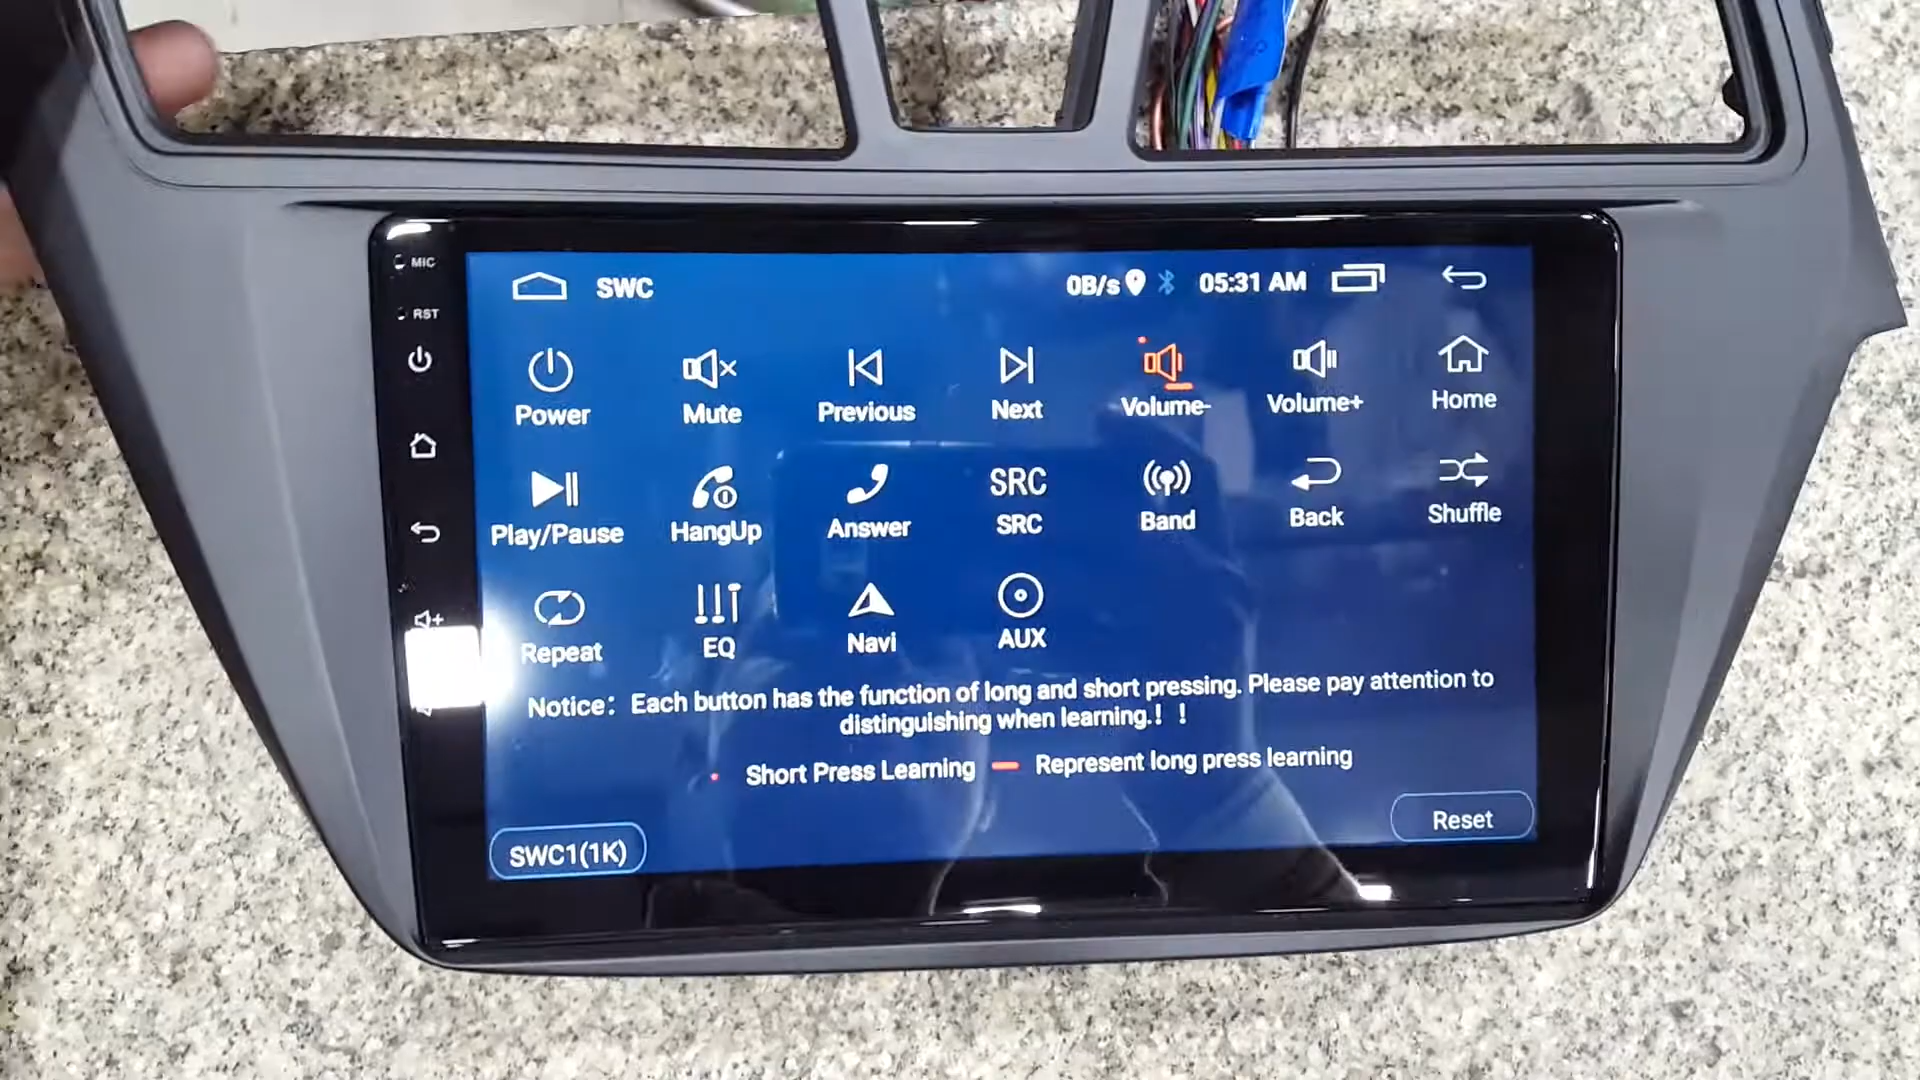 MIC
RST
SWC
0B/s
05:31 AM
Power
Mute
Previous
Next
Volume-
Volume+
Home
Play/Pause
HangUp
Answer
SRC
SRC
Band
Back
Shuffle
Repeat
EQ
Navi
AUX
Notice: Each button has the function of long and short pressing. Please pay attention to
distinguishing when learning.! !
Short Press Learning
Represent long press learning
SWC1(1K)
Reset